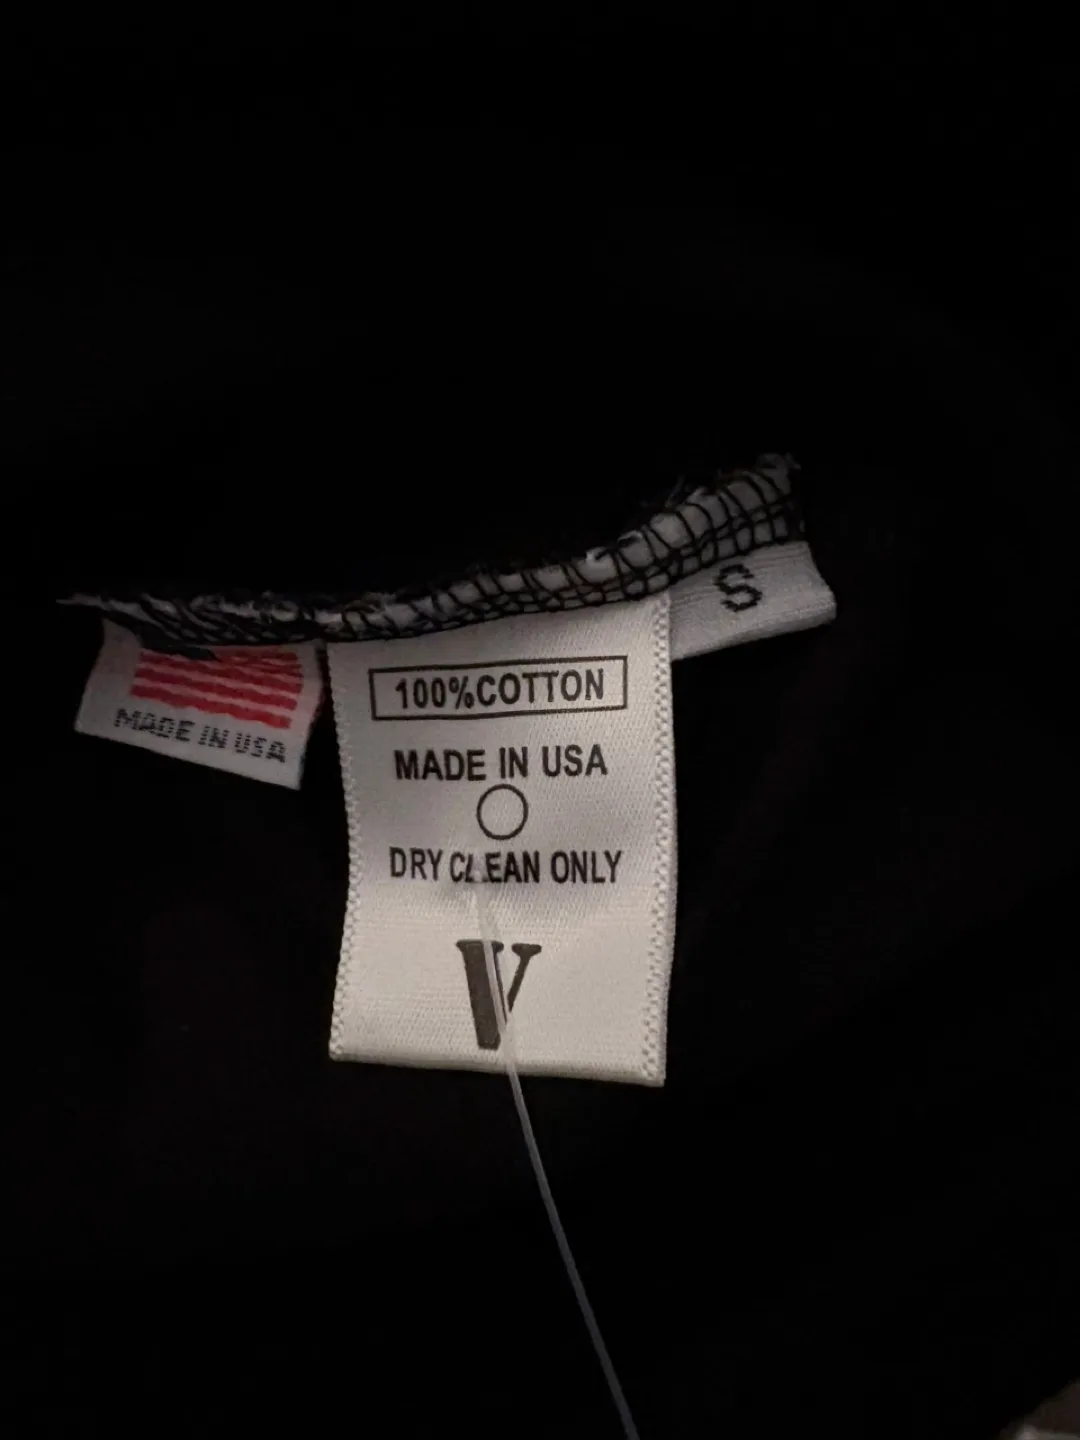 S
100%COTTON
MADE IN USA
MADE IN USA
DRY CLEAN ONLY
V